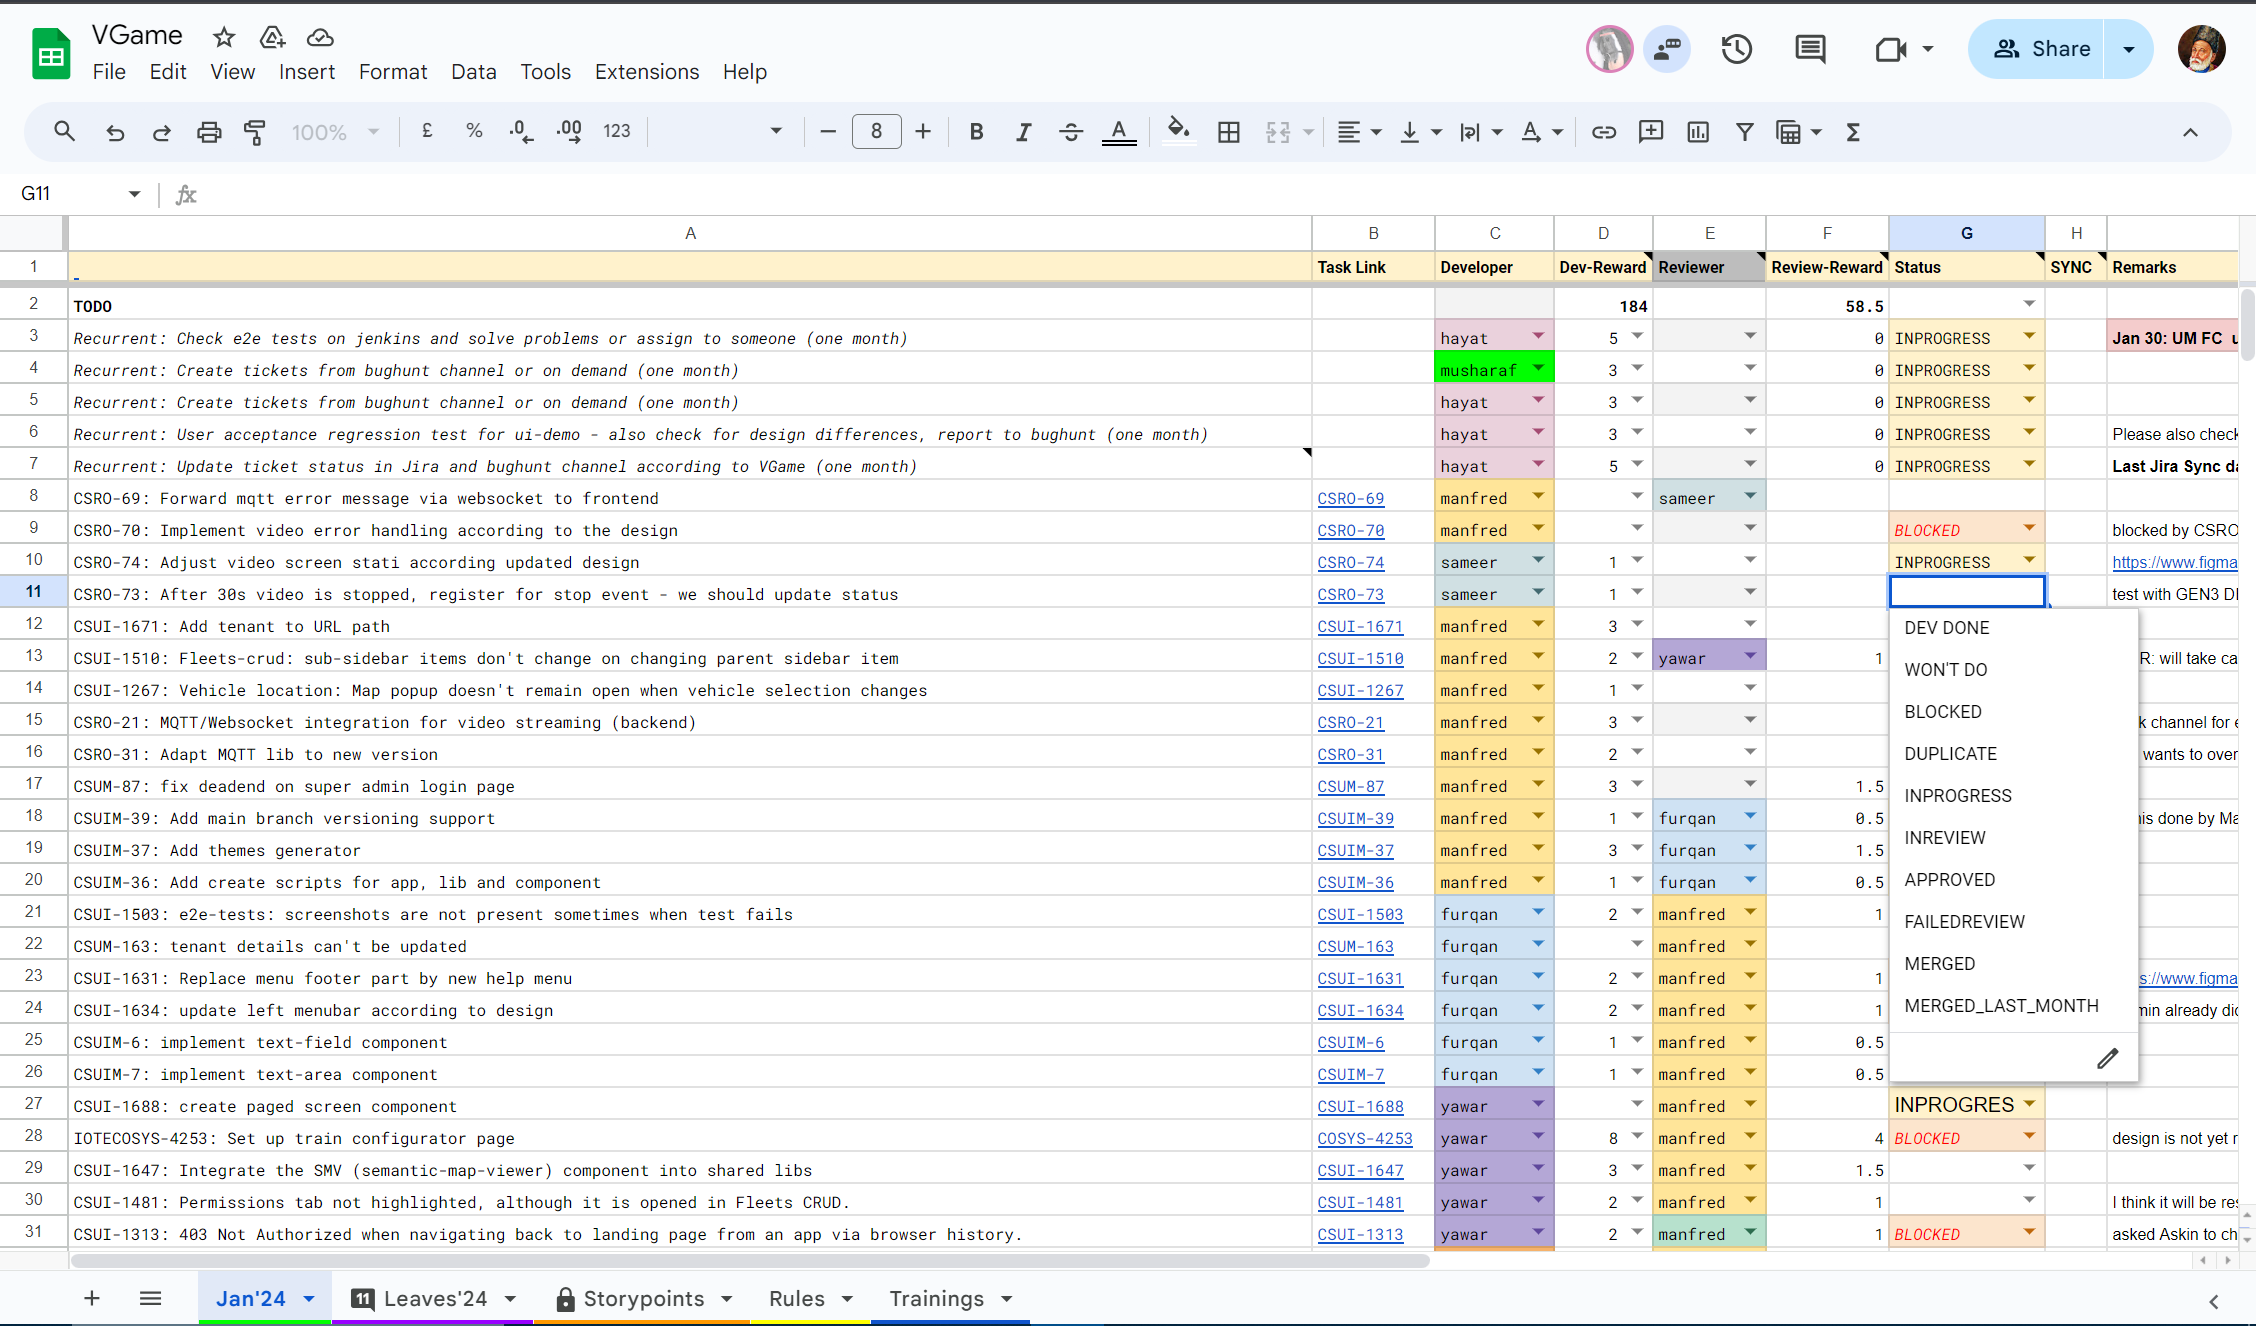 VGame
File Edit View Insert Format Data Tools Extensions Help
Share
100% £ % .0 .00 123 8 B I A A Σ
G11 fx
A B C D E F G H
1 Task Link Developer Dev-Reward Reviewer Review-Reward Status SYNC Remarks
2 TODO 184 58.5
3 Recurrent: Check e2e tests on jenkins and solve problems or assign to someone (one month) hayat 5 0 INPROGRESS Jan 30: UM FC
4 Recurrent: Create tickets from bughunt channel or on demand (one month) musharaf 3 0 INPROGRESS
5 Recurrent: Create tickets from bughunt channel or on demand (one month) hayat 3 0 INPROGRESS
6 Recurrent: User acceptance regression test for ui-demo - also check for design differences, report to bughunt (one month) hayat 3 0 INPROGRESS Please also check
7 Recurrent: Update ticket status in Jira and bughunt channel according to VGame (one month) hayat 5 0 INPROGRESS Last Jira Sync da
8 CSRO-69: Forward mqtt error message via websocket to frontend CSRO-69 manfred sameer
9 CSRO-70: Implement video error handling according to the design CSRO-70 manfred BLOCKED blocked by CSRO
10 CSRO-74: Adjust video screen stati according updated design CSRO-74 sameer 1 INPROGRESS https://www.figma
11 CSRO-73: After 30s video is stopped, register for stop event - we should update status CSRO-73 sameer 1 test with GEN3 D
12 CSUI-1671: Add tenant to URL path CSUI-1671 manfred 3
DEV DONE
13 CSUI-1510: Fleets-crud: sub-sidebar items don't change on changing parent sidebar item CSUI-1510 manfred 2 yawar 1 R: will take ca
WON'T DO
14 CSUI-1267: Vehicle location: Map popup doesn't remain open when vehicle selection changes CSUI-1267 manfred 1
BLOCKED
15 CSRO-21: MQTT/Websocket integration for video streaming (backend) CSRO-21 manfred 3 k channel for e
16 CSRO-31: Adapt MQTT lib to new version CSRO-31 manfred 2 wants to over
DUPLICATE
17 CSUM-87: fix deadend on super admin login page CSUM-87 manfred 3 1.5
INPROGRESS
18 CSUIM-39: Add main branch versioning support CSUIM-39 manfred 1 furqan 0.5 is done by Ma
INREVIEW
19 CSUIM-37: Add themes generator CSUIM-37 manfred 3 furqan 1.5
20 CSUIM-36: Add create scripts for app, lib and component CSUIM-36 manfred 1 furqan 0.5
APPROVED
21 CSUI-1503: e2e-tests: screenshots are not present sometimes when test fails CSUI-1503 furqan 2 manfred 1
FAILEDREVIEW
22 CSUM-163: tenant details can't be updated CSUM-163 furqan manfred
MERGED
23 CSUI-1631: Replace menu footer part by new help menu CSUI-1631 furqan 2 manfred 1 s://www.figma
24 CSUI-1634: update left menubar according to design CSUI-1634 furqan 2 manfred 1 min already dic
MERGED_LAST_MONTH
25 CSUIM-6: implement text-field component CSUIM-6 furqan 1 manfred 0.5
26 CSUIM-7: implement text-area component CSUIM-7 furqan 1 manfred 0.5
27 CSUI-1688: create paged screen component CSUI-1688 yawar manfred INPROGRES
28 IOTECOSYS-4253: Set up train configurator page COSYS-4253 yawar 8 manfred 4 BLOCKED design is not yet r
29 CSUI-1647: Integrate the SMV (semantic-map-viewer) component into shared libs CSUI-1647 yawar 3 manfred 1.5
30 CSUI-1481: Permissions tab not highlighted, although it is opened in Fleets CRUD. CSUI-1481 yawar 2 manfred 1 I think it will be res
31 CSUI-1313: 403 Not Authorized when navigating back to landing page from an app via browser history. CSUI-1313 yawar 2 manfred 1 BLOCKED asked Askin to ch
Jan'24 11 Leaves'24 Storypoints Rules Trainings